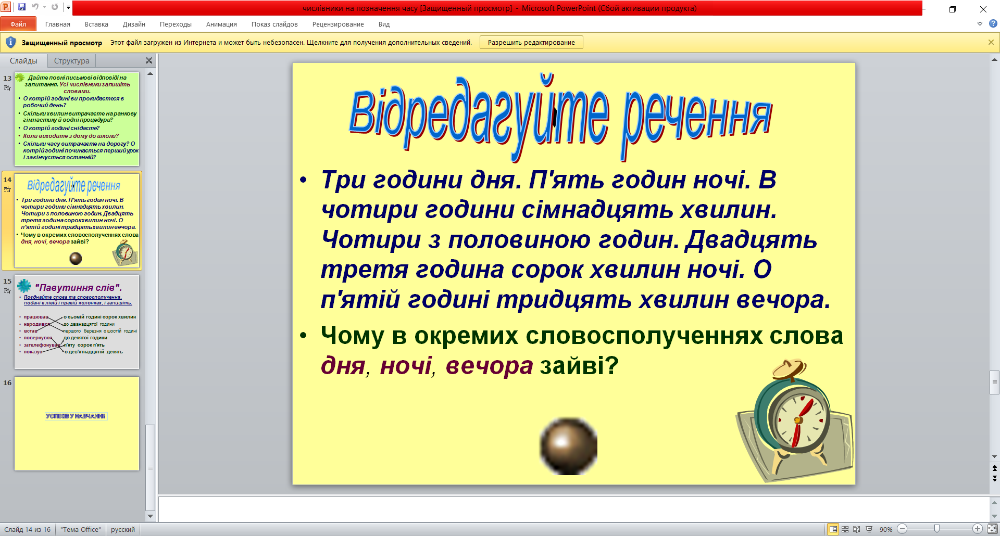 числівники на позначення часу [Защищенный просмотр] - Microsoft PowerPoint (Сбой активации продукта)
Файл Главная Вставка Дизайн Переходы Анимация Показ слайдов Рецензирование Вид
Защищенный просмотр Этот файл загружен из Интернета и может быть небезопасен. Щелкните для получения дополнительных сведений. Разрешить редактирование
Слайды Структура
13
Дайте повні письмові відповіді на
запитання. Усі числівники запишіть
словами.
• О котрій годині ви прокидаєтеся в
робочий день?
• Скільки хвилин витрачаєте на ранкову
гімнастику й водні процедури?
• О котрій годині снідаєте?
• Коли виходите з дому до школи?
• Скільки часу витрачаєте на дорогу? О
котрій годині починається перший урок
і закінчується останній?
14
Відредагуйте речення
• Три години дня. П'ять годин ночі. В
чотири години сімнадцять хвилин.
Чотири з половиною годин. Двадцять
третя година сорок хвилин ночі. О
п'ятій годині тридцять хвилин вечора.
• Чому в окремих словосполученнях слова
дня, ночі, вечора зайві?
15
"Павутиння слів".
• Поєднайте слова та словосполучення,
подані в лівій і правій колонках, і запишіть.
• працював о сьомій годині сорок хвилин
• народився до дванадцятої години
• встав першого березня о шостій годині
• повернувся до десятої години
• зателефонував п'яту сорок п'ять
• показує о дев'ятнадцятій десять
16
УСПІХІВ У НАВЧАННІ!
Відредагуйте речення
• Три години дня. П'ять годин ночі. В
чотири години сімнадцять хвилин.
Чотири з половиною годин. Двадцять
третя година сорок хвилин ночі. О
п'ятій годині тридцять хвилин вечора.
• Чому в окремих словосполученнях слова
дня, ночі, вечора зайві?
Слайд 14 из 16 "Тема Office" русский 90%